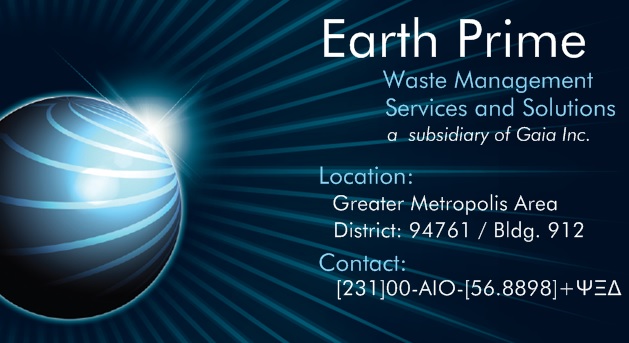 Earth Prime
Waste Management
Services and Solutions
a subsidiary of Gaia Inc.
Location:
Greater Metropolis Area
District: 94761 / Bldg. 912
Contact:
[231]00-AIO-[56.8898]+ΨΞΔ